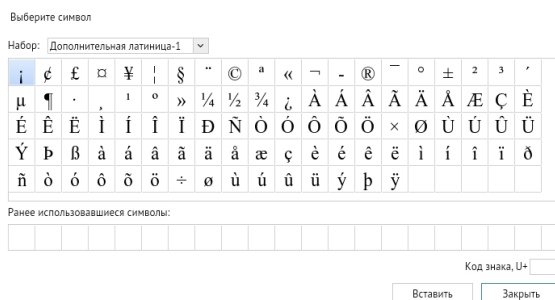 Выберите символ
Набор: Дополнительная латиница-1
¡ ¢ £ ¤ ¥ ¦ § ¨ © ª « ¬ - ® ¯ ° ± ² ³ ´
µ ¶ · ¸ ¹ º » ¼ ½ ¾ ¿ À Á Â Ã Ä Å Æ Ç È
É Ê Ë Ì Í Î Ï Ð Ñ Ò Ó Ô Õ Ö × Ø Ù Ú Û Ü
Ý Þ ß à á â ã ä å æ ç è é ê ë ì í î ï ð
ñ ò ó ô õ ö ÷ ø ù ú û ü ý þ ÿ
Ранее использовавшиеся символы:
Код знака, U+
Вставить Закрыть